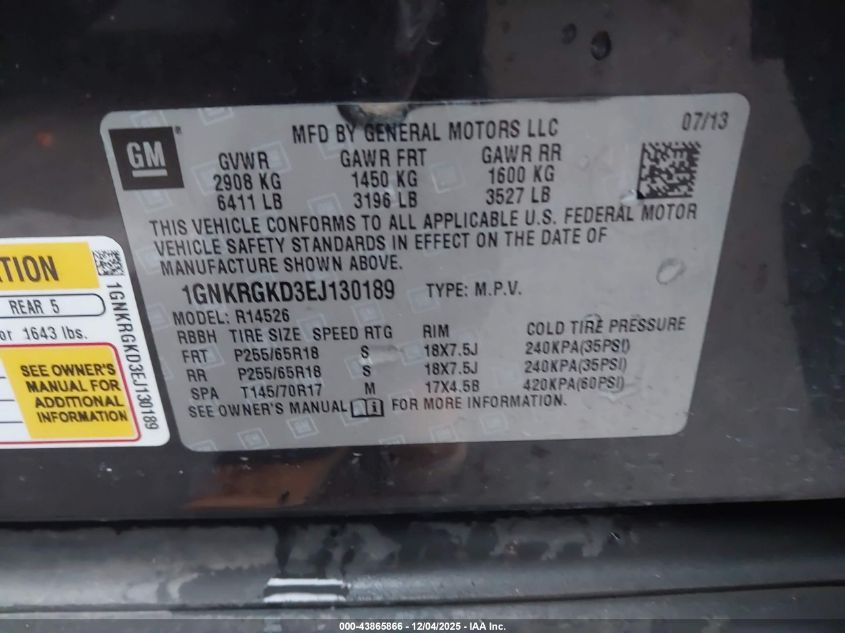 07/13
GM
MFD BY GENERAL MOTORS LLC
GVWR GAWR FRT GAWR RR
2908 KG 1450 KG 1600 KG
6411 LB 3196 LB 3527 LB
THIS VEHICLE CONFORMS TO ALL APPLICABLE U.S. FEDERAL MOTOR
VEHICLE SAFETY STANDARDS IN EFFECT ON THE DATE OF
MANUFACTURE SHOWN ABOVE.
1GNKRGKD3EJ130189 TYPE: M.P.V.
MODEL: R14526
RBBH TIRE SIZE SPEED RTG RIM COLD TIRE PRESSURE
FRT P255/65R18 S 18X7.5J 240KPA(35PSI)
RR P255/65R18 S 18X7.5J 240KPA(35PSI)
SPA T145/70R17 M 17X4.5B 420KPA(60PSI)
SEE OWNER'S MANUAL FOR MORE INFORMATION.
REAR 5
1643 lbs.
SEE OWNER'S
MANUAL FOR
ADDITIONAL
INFORMATION
1GNKRGKD3EJ130189
000-43865866 - 12/04/2025 - IAA Inc.